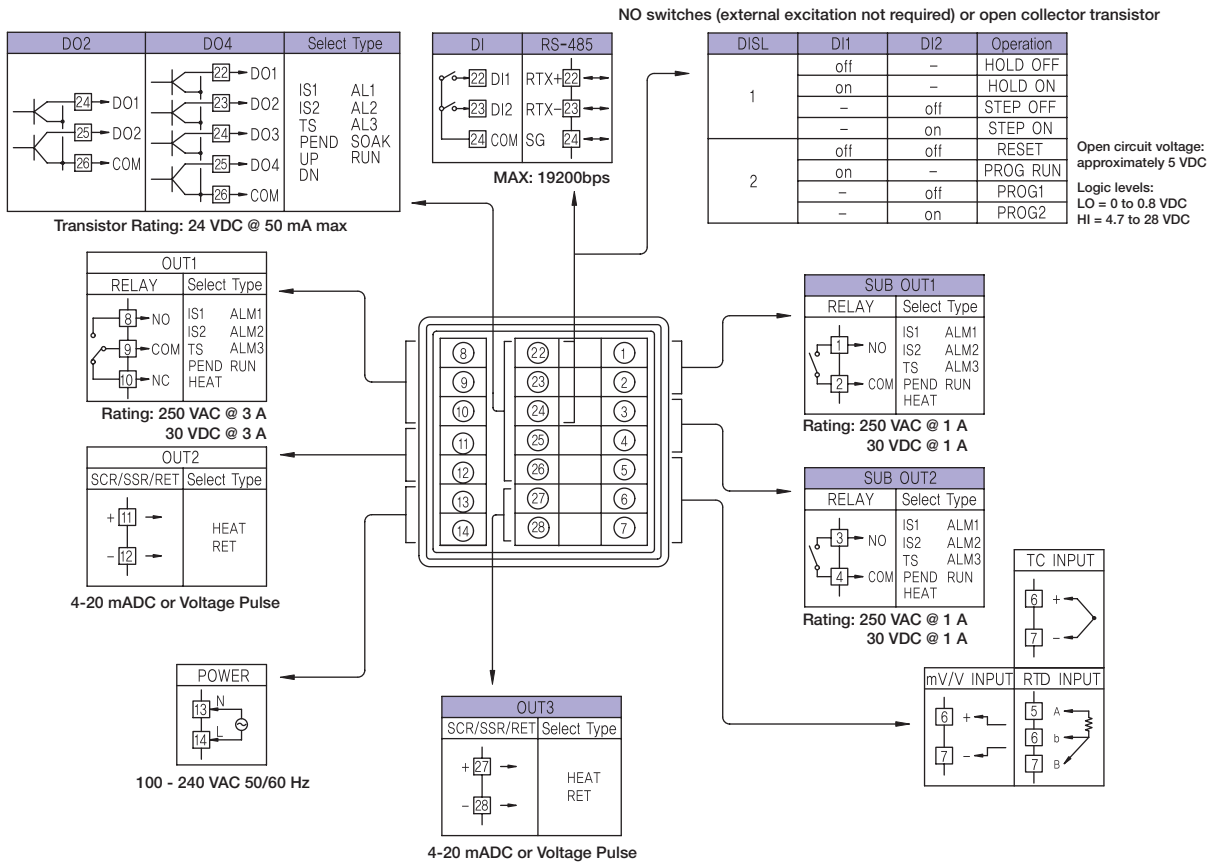 NO switches (external excitation not required) or open collector transistor
DO2 DO4 Select Type
24 DO1
25 DO2
26 COM
22 DO1
23 DO2
24 DO3
25 DO4
26 COM
IS1 AL1
IS2 AL2
TS AL3
PEND SOAK
UP RUN
DN
Transistor Rating: 24 VDC @ 50 mA max
DI RS-485
22 DI1 RTX+ 22
23 DI2 RTX- 23
24 COM SG 24
MAX: 19200bps
DISL DI1 DI2 Operation
1
off – HOLD OFF
on – HOLD ON
– off STEP OFF
– on STEP ON
2
off off RESET
on – PROG RUN
– off PROG1
– on PROG2
Open circuit voltage:
approximately 5 VDC
Logic levels:
LO = 0 to 0.8 VDC
HI = 4.7 to 28 VDC
OUT1
RELAY Select Type
8 NO
9 COM
10 NC
IS1 ALM1
IS2 ALM2
TS ALM3
PEND RUN
HEAT
Rating: 250 VAC @ 3 A
30 VDC @ 3 A
OUT2
SCR/SSR/RET Select Type
+ 11
– 12
HEAT
RET
4-20 mADC or Voltage Pulse
POWER
13 N
14 L
100 - 240 VAC 50/60 Hz
8 22 1
9 23 2
10 24 3
11 25 4
12 26 5
13 27 6
14 28 7
OUT3
SCR/SSR/RET Select Type
+ 27
– 28
HEAT
RET
4-20 mADC or Voltage Pulse
SUB OUT1
RELAY Select Type
1 NO
2 COM
IS1 ALM1
IS2 ALM2
TS ALM3
PEND RUN
HEAT
Rating: 250 VAC @ 1 A
30 VDC @ 1 A
SUB OUT2
RELAY Select Type
3 NO
4 COM
IS1 ALM1
IS2 ALM2
TS ALM3
PEND RUN
HEAT
Rating: 250 VAC @ 1 A
30 VDC @ 1 A
TC INPUT
6 +
7 –
mV/V INPUT
6 +
7 –
RTD INPUT
5 A
6 b
7 B